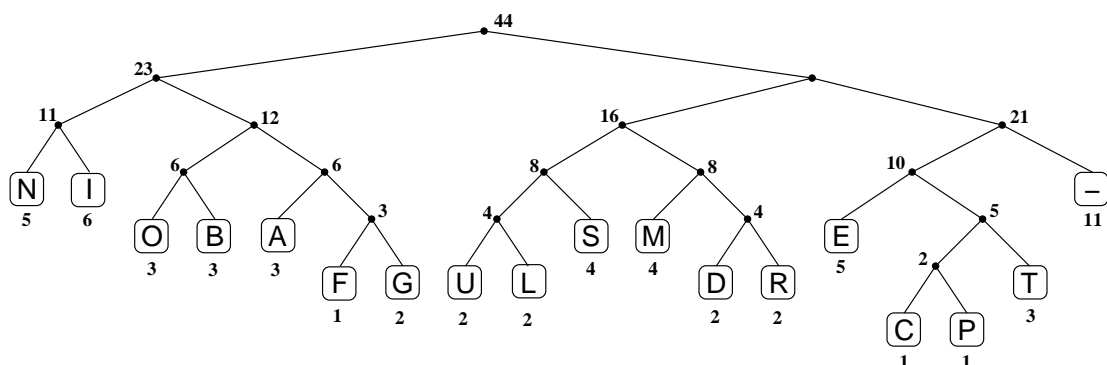 44
23
11 12 16 21
6 6 8 8 10
N I 3 4 4 5 –
5 6 O B A S M E 2 11
3 3 3 F G U L 4 4 D R 5 T
1 2 2 2 2 2 C P 3
1 1